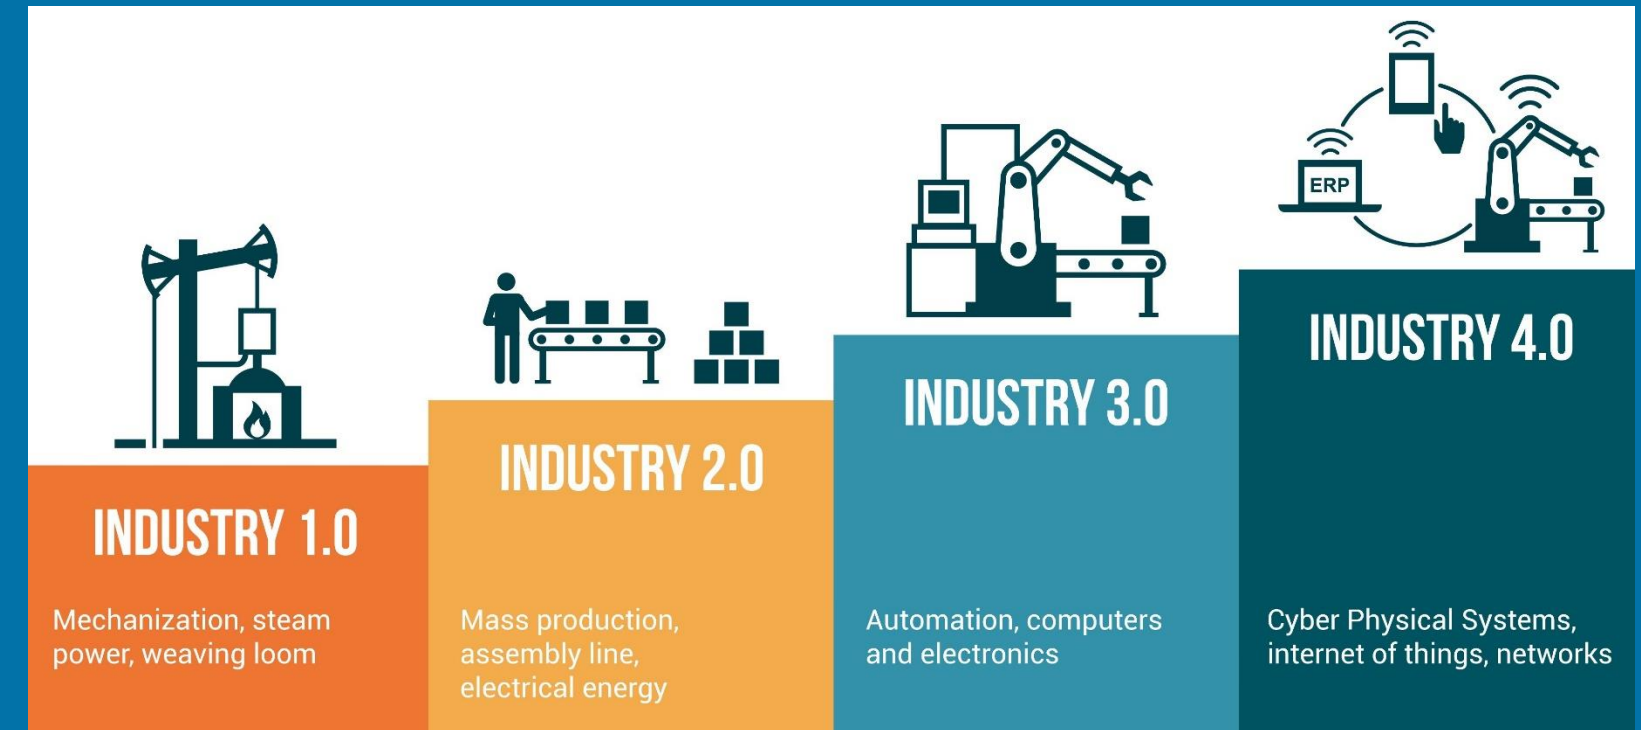 INDUSTRY 1.0
Mechanization, steam
power, weaving loom
INDUSTRY 2.0
Mass production,
assembly line,
electrical energy
INDUSTRY 3.0
Automation, computers
and electronics
ERP
INDUSTRY 4.0
Cyber Physical Systems,
internet of things, networks